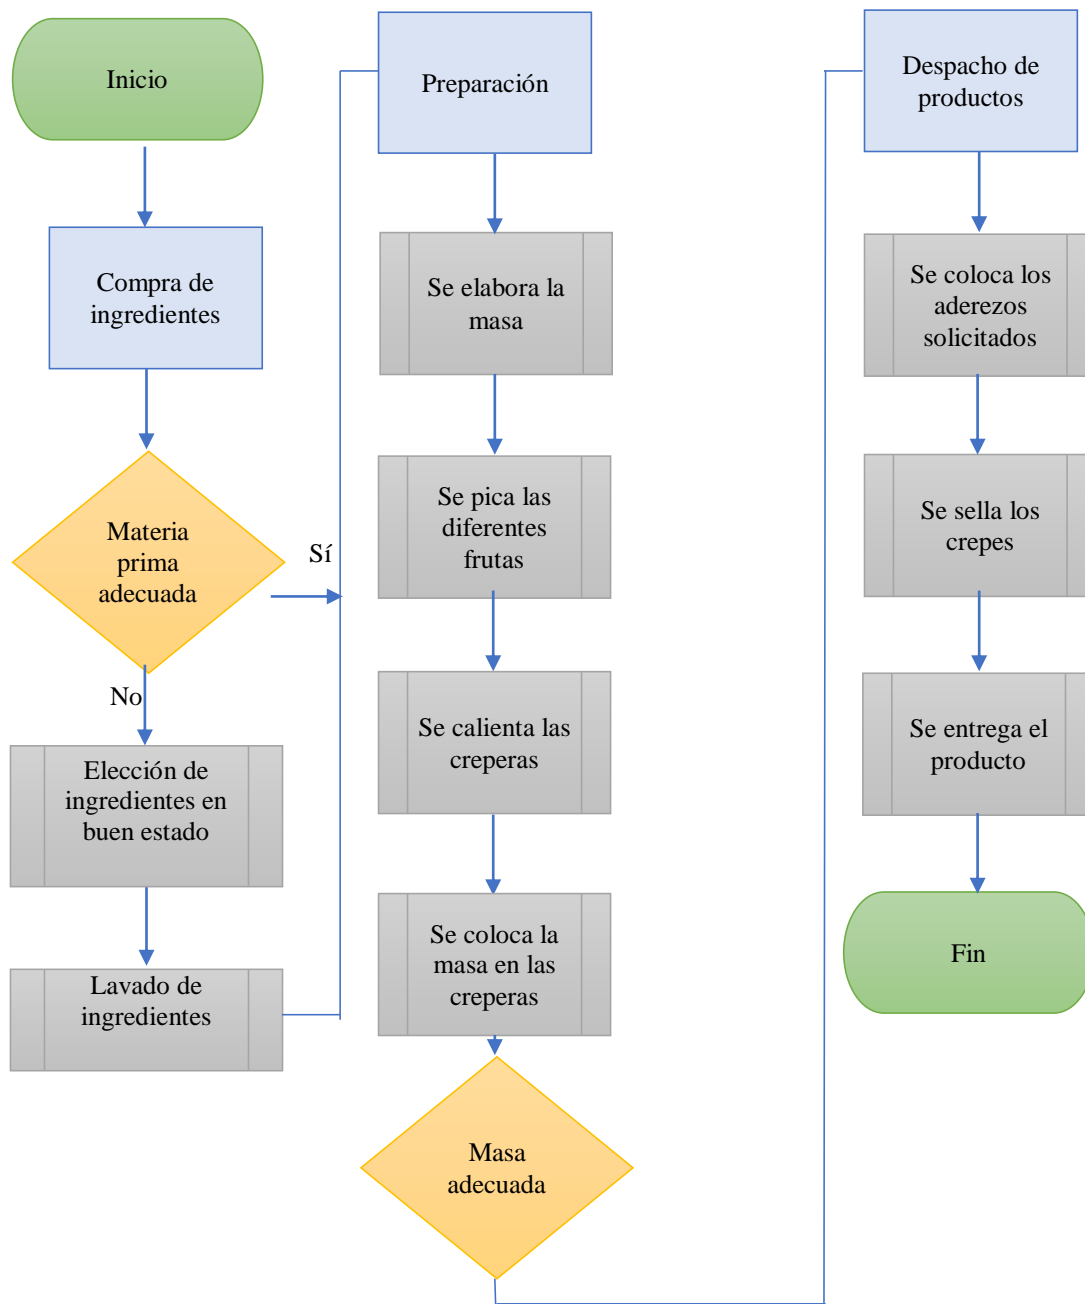 Inicio
Compra de
ingredientes
Materia
prima
adecuada
Sí
No
Elección de
ingredientes en
buen estado
Lavado de
ingredientes
Preparación
Se elabora la
masa
Se pica las
diferentes
frutas
Se calienta las
creperas
Se coloca la
masa en las
creperas
Masa
adecuada
Despacho de
productos
Se coloca los
aderezos
solicitados
Se sella los
crepes
Se entrega el
producto
Fin